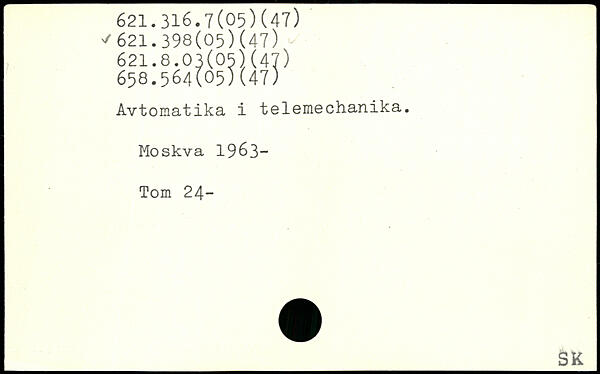 621.316.7(05)(47)
✓ 621.398(05)(47)
621.8.03(05)(47)
658.564(05)(47)
Avtomatika i telemechanika.
Moskva 1963-
Tom 24-
SK